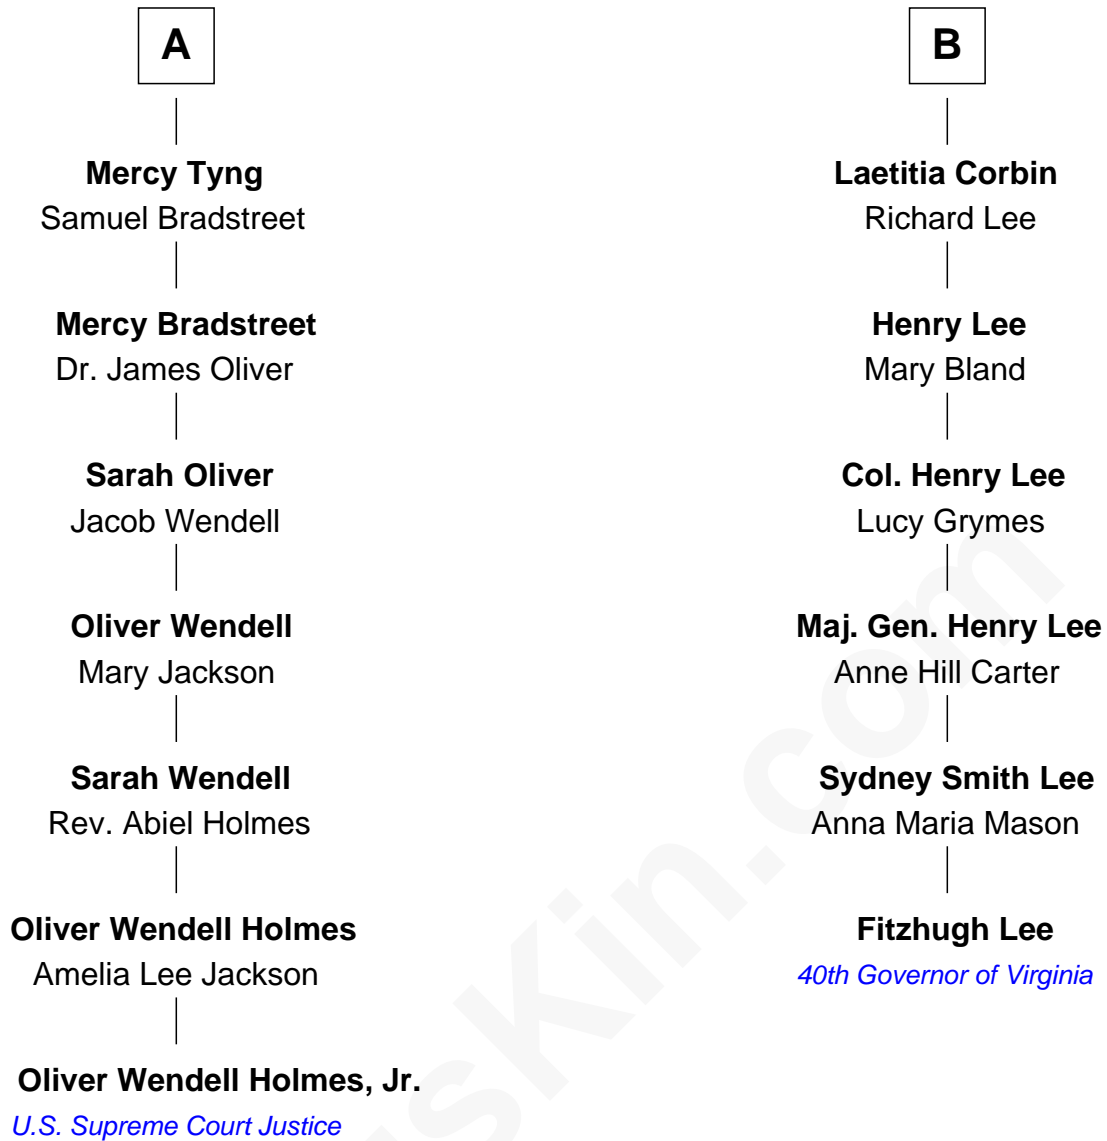 A
Mercy Tyng
Samuel Bradstreet
Mercy Bradstreet
Dr. James Oliver
Sarah Oliver
Jacob Wendell
Oliver Wendell
Mary Jackson
Sarah Wendell
Rev. Abiel Holmes
Oliver Wendell Holmes
Amelia Lee Jackson
Oliver Wendell Holmes, Jr.
U.S. Supreme Court Justice
B
Laetitia Corbin
Richard Lee
Henry Lee
Mary Bland
Col. Henry Lee
Lucy Grymes
Maj. Gen. Henry Lee
Anne Hill Carter
Sydney Smith Lee
Anna Maria Mason
Fitzhugh Lee
40th Governor of Virginia
sKin.com